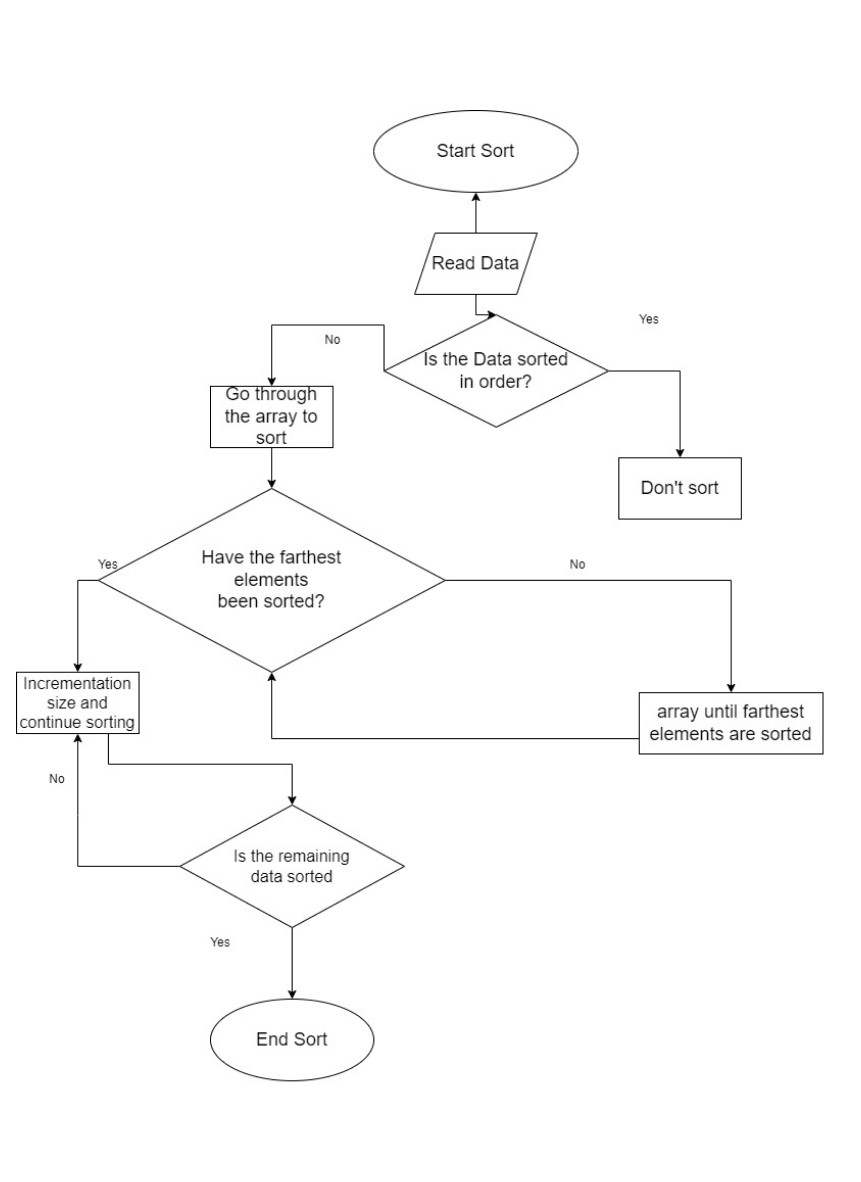 Start Sort
Read Data
Yes
No
Is the Data sorted
in order?
Go through
the array to
sort
Don't sort
Yes
Have the farthest
elements
been sorted?
No
Incrementation
size and
continue sorting
array until farthest
elements are sorted
No
Is the remaining
data sorted
Yes
End Sort